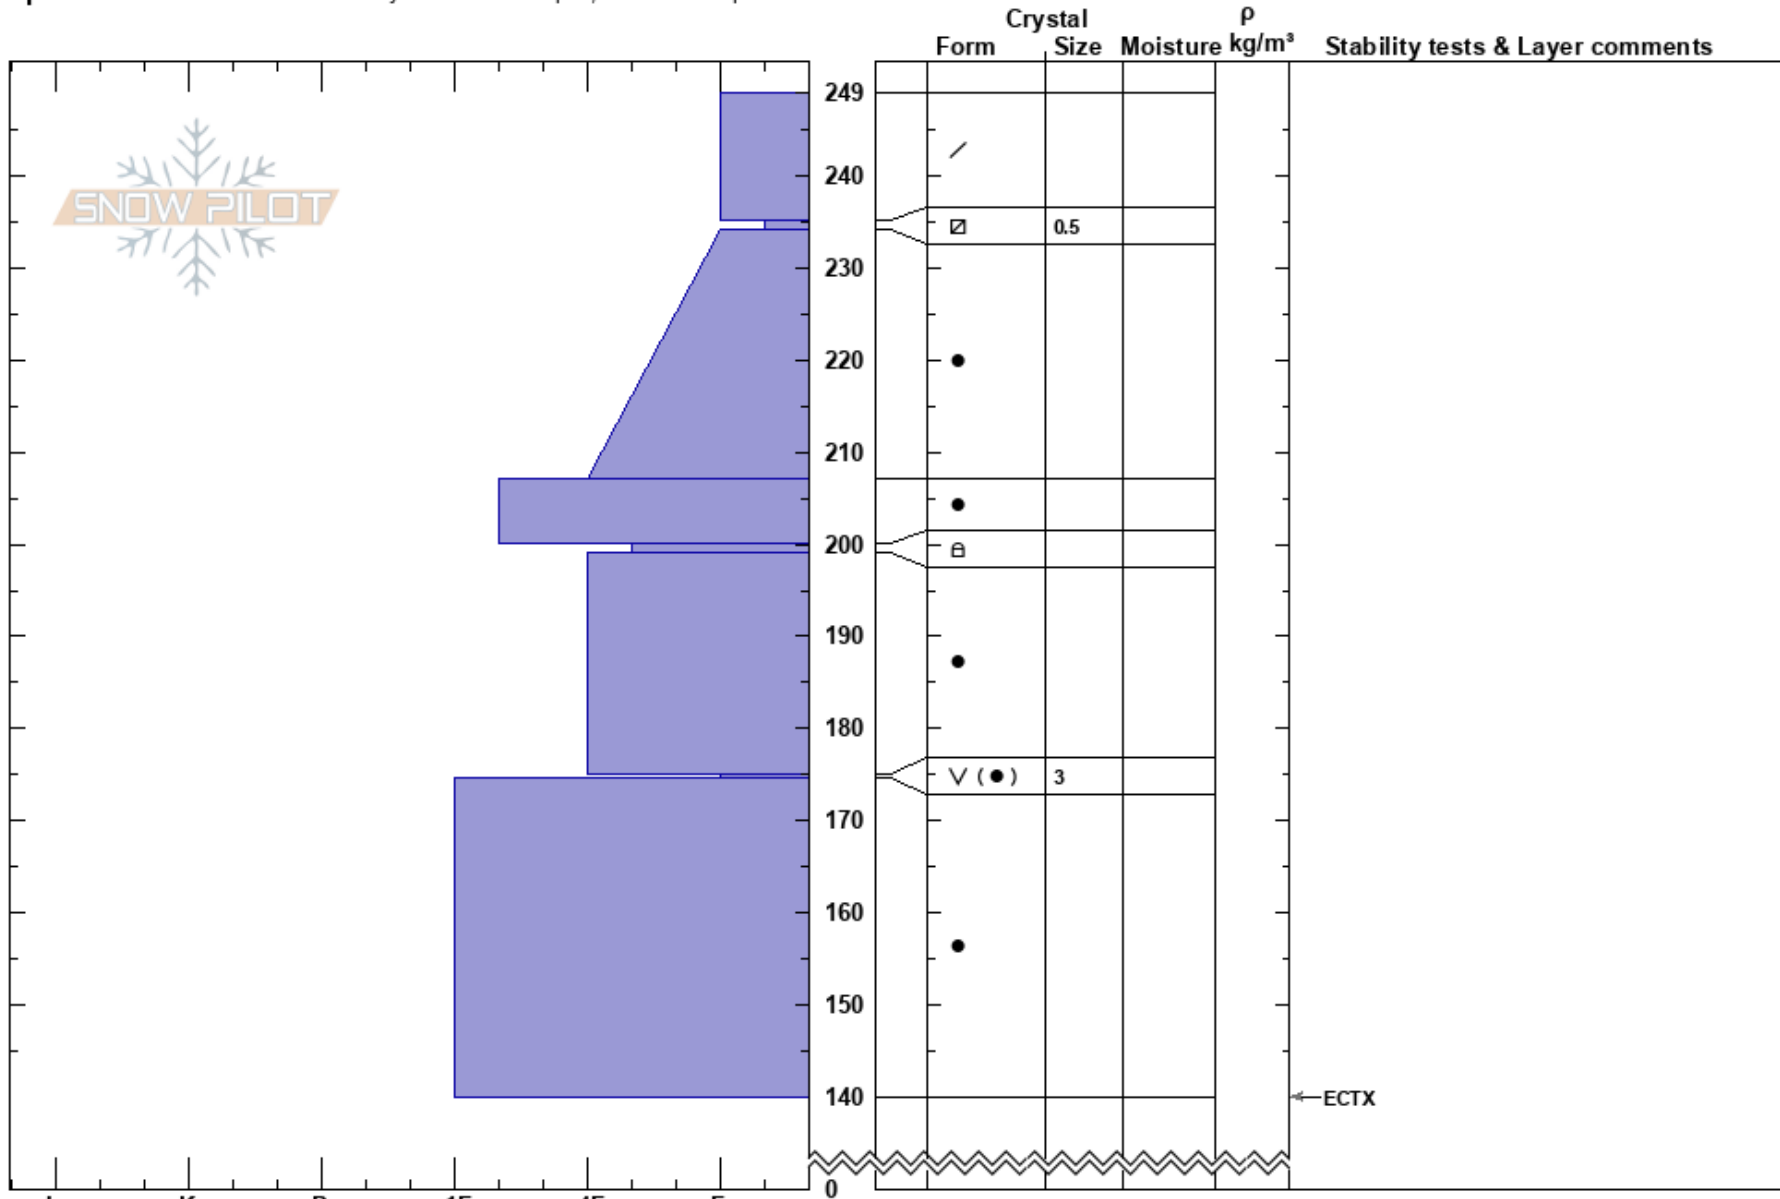 Crystal
ρ
Form Size Moisture kg/m³ Stability tests & Layer comments
249
SNOW PILOT
240
0.5
230
220
210
200
190
180
( ) 3
170
160
150
140 ECTX
0